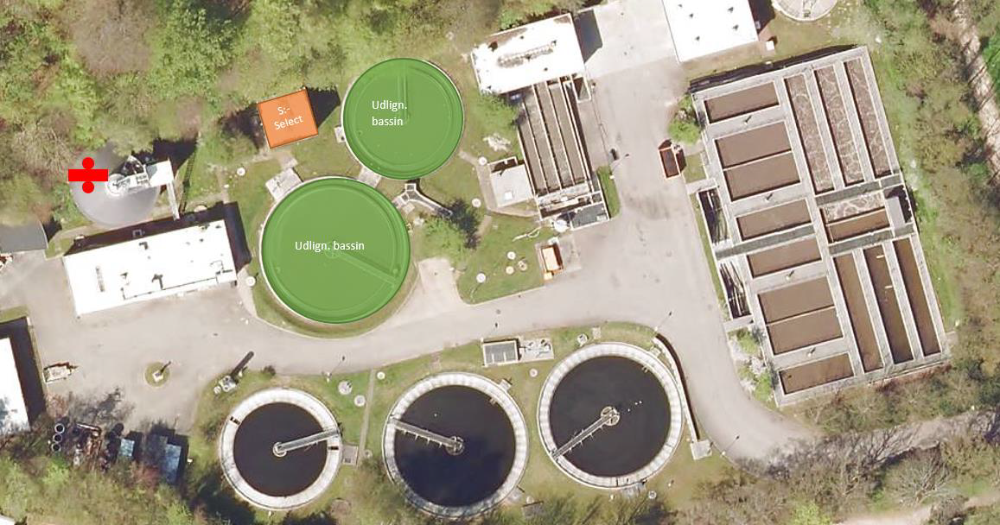 S:-
Select
Udlign.
bassin
Udlign. bassin